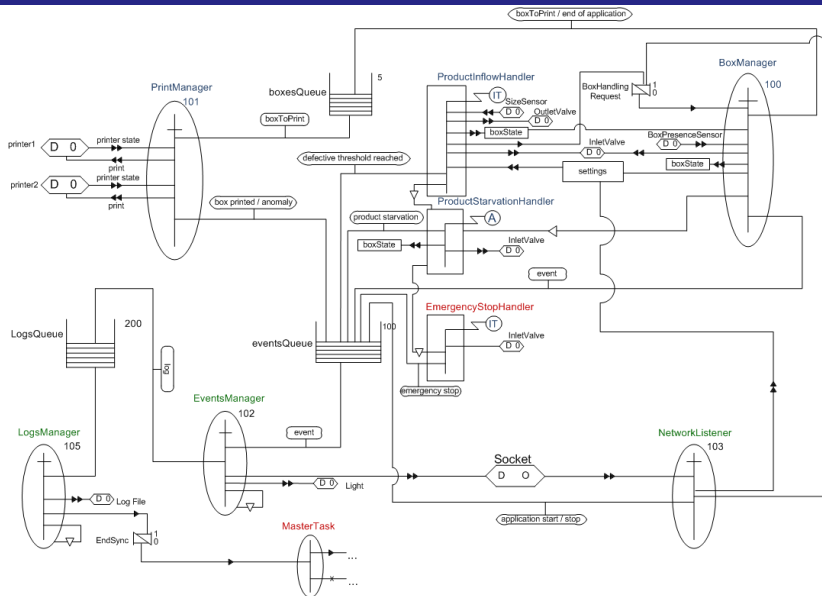 boxToPrint / end of application
PrintManager
101
boxesQueue
5
ProductInflowHandler
IT
SizeSensor
D 0
OutletValve
D 0
boxState
BoxHandling
Request
1
0
BoxManager
100
boxToPrint
printer1
D 0
printer state
print
printer2
D 0
printer state
print
defective threshold reached
InletValve
D 0
BoxPresenceSensor
D 0
boxState
settings
box printed / anomaly
ProductStarvationHandler
A
product starvation
boxState
InletValve
D 0
event
LogsQueue
200
eventsQueue
100
EmergencyStopHandler
IT
InletValve
D 0
emergency stop
log
EventsManager
102
event
D 0
Light
LogsManager
105
D 0
Log File
EndSync
1
0
MasterTask
...
...
Socket
D O
NetworkListener
103
application start / stop